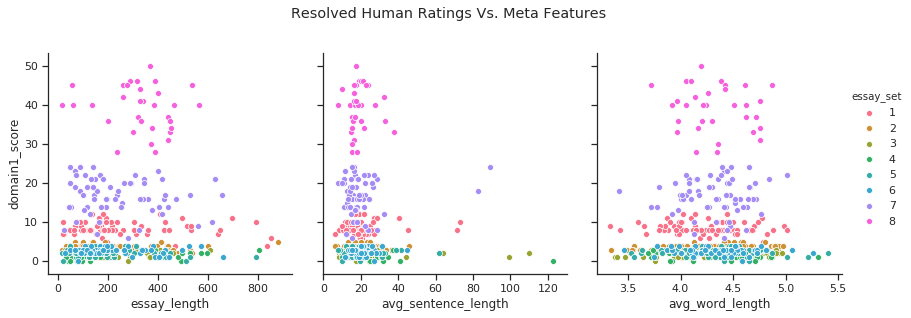 Resolved Human Ratings Vs. Meta Features
domain1_score
50
40
30
20
10
0
0 200 400 600 800
essay_length
0 20 40 60 80 100 120
avg_sentence_length
3.5 4.0 4.5 5.0 5.5
avg_word_length
essay_set
1
2
3
4
5
6
7
8